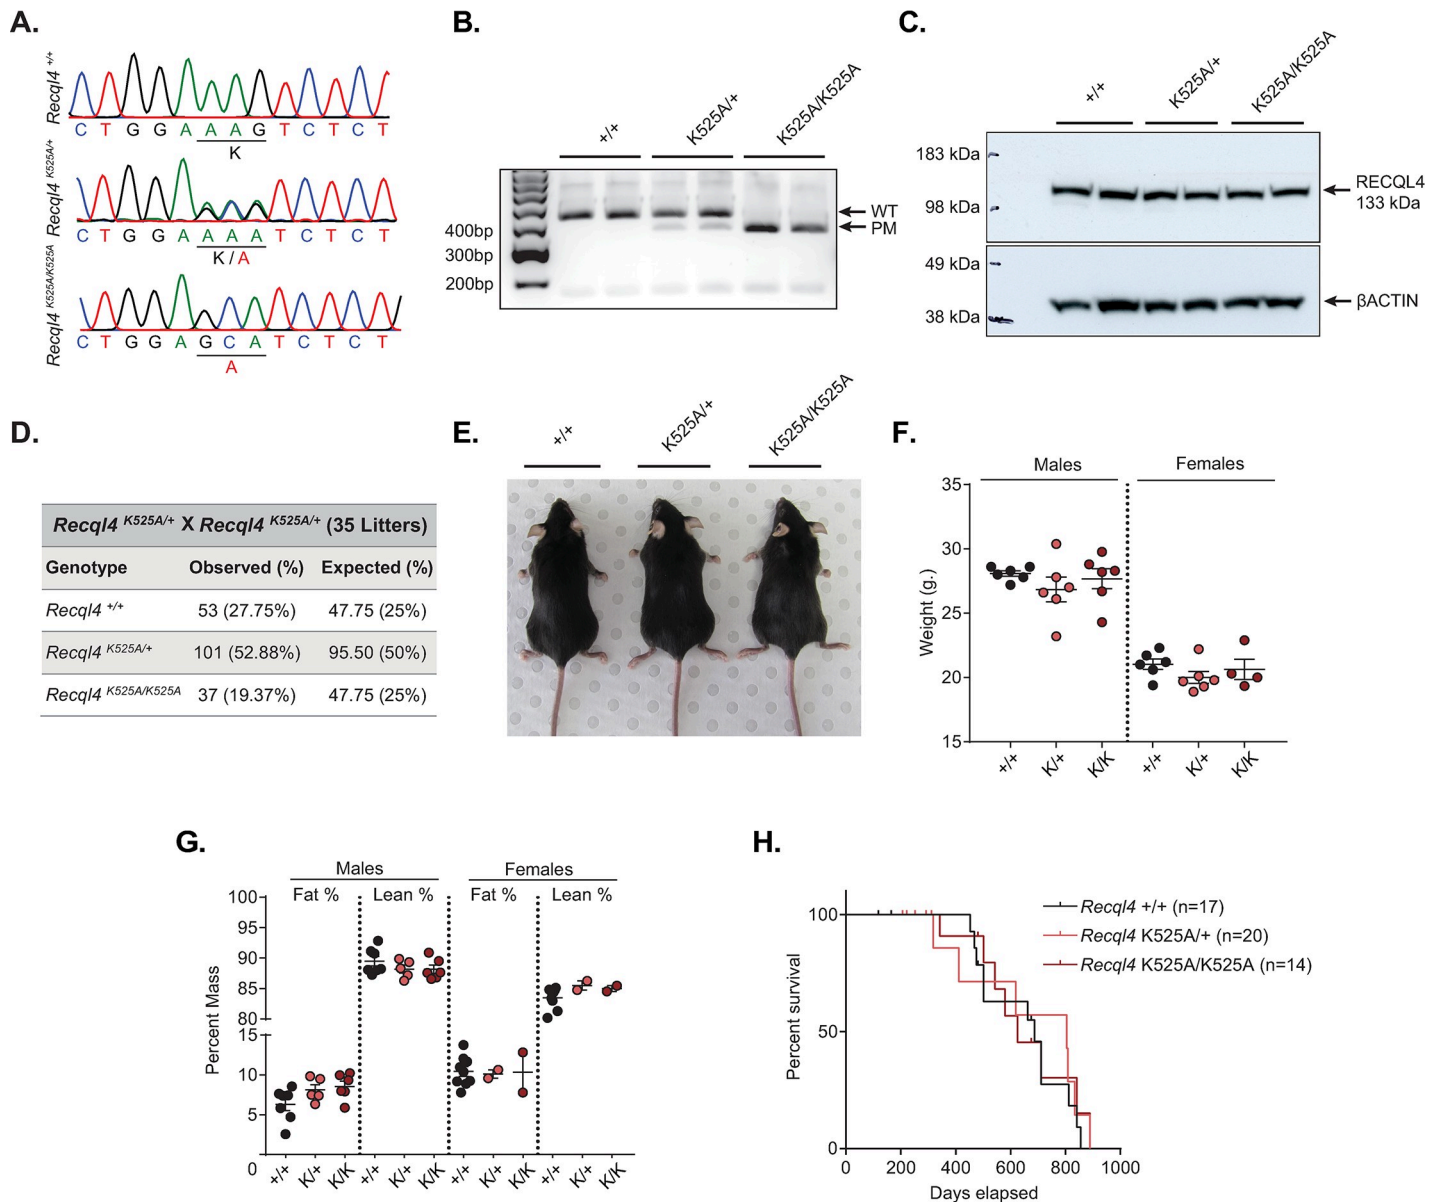 A.
Recql4 +/+
C T G G A A A G T C T C T
K
Recql4 K525A/+
C T G G A A A A T C T C T
K / A
Recql4 K525A/K525A
C T G G A G C A T C T C T
A
B.
+/+
K525A/+
K525A/K525A
WT
PM
400bp
300bp
200bp
C.
+/+
K525A/+
K525A/K525A
183 kDa
98 kDa
RECQL4
133 kDa
49 kDa
38 kDa
βACTIN
D.
Recql4 K525A/+ X Recql4 K525A/+ (35 Litters)
Genotype Observed (%) Expected (%)
Recql4 +/+ 53 (27.75%) 47.75 (25%)
Recql4 K525A/+ 101 (52.88%) 95.50 (50%)
Recql4 K525A/K525A 37 (19.37%) 47.75 (25%)
E.
+/+
K525A/+
K525A/K525A
F.
Males Females
Weight (g.)
35
30
25
20
15
+/+ K/+ K/K +/+ K/+ K/K
G.
Males Females
Fat % Lean % Fat % Lean %
Percent Mass
100
95
90
85
80
15
10
5
0
+/+ K/+ K/K +/+ K/+ K/K +/+ K/+ K/K +/+ K/+ K/K
H.
Recql4 +/+ (n=17)
Recql4 K525A/+ (n=20)
Recql4 K525A/K525A (n=14)
Percent survival
100
50
0
0 200 400 600 800 1000
Days elapsed